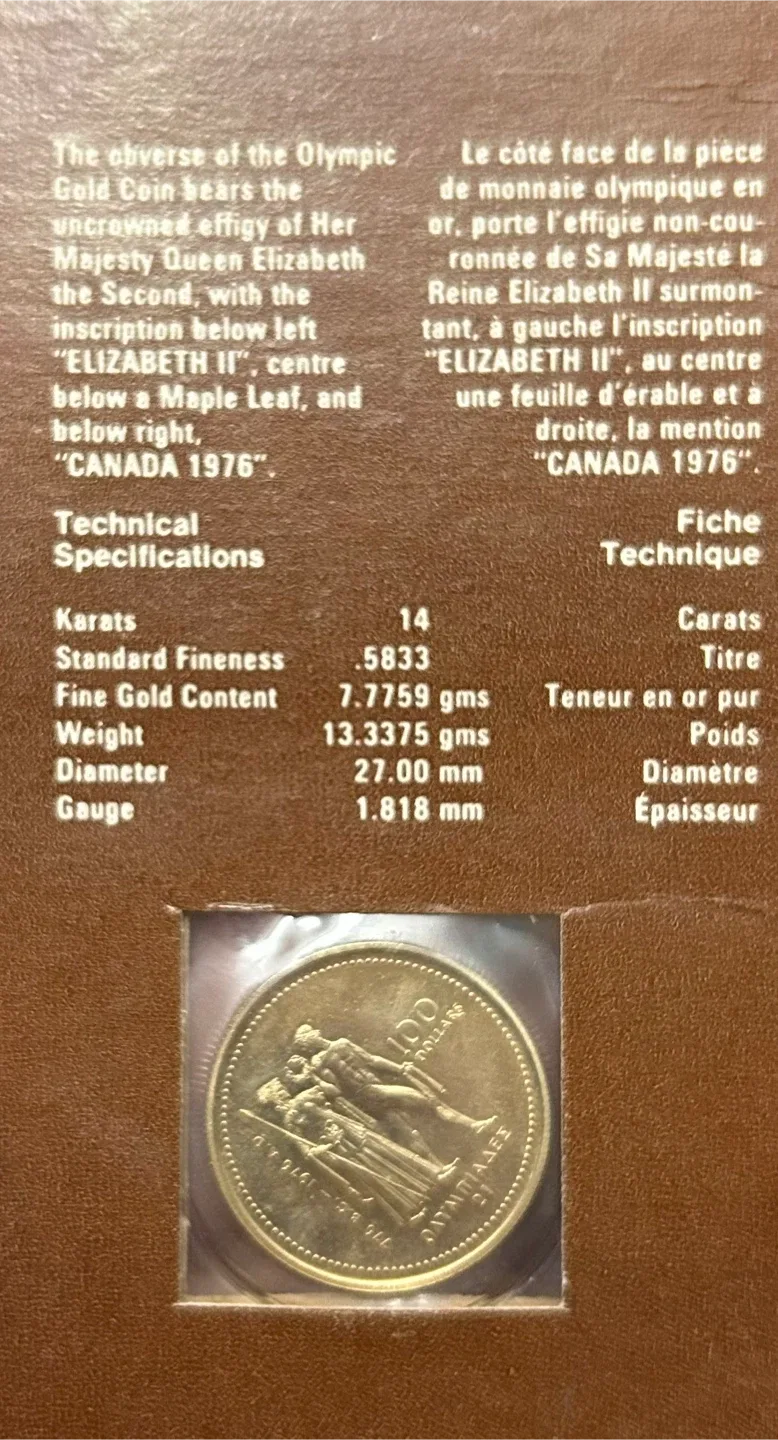 The obverse of the Olympic
Gold Coin bears the
uncrowned effigy of Her
Majesty Queen Elizabeth
the Second, with the
inscription below left
"ELIZABETH II", centre
below a Maple Leaf, and
below right,
"CANADA 1976".
Le côté face de la pièce
de monnaie olympique en
or, porte l'effigie non-cou-
ronnée de Sa Majesté la
Reine Elizabeth II surmon-
tant, à gauche l'inscription
"ELIZABETH II", au centre
une feuille d'érable et à
droite, la mention
"CANADA 1976".
Technical
Specifications
Fiche
Technique
Karats 14 Carats
Standard Fineness .5833 Titre
Fine Gold Content 7.7759 gms Teneur en or pur
Weight 13.3375 gms Poids
Diameter 27.00 mm Diamètre
Gauge 1.818 mm Épaisseur
100
DOLLARS
776 B.C. – 1976 A.D.
ΟΛΥΜΠΙΑΔΕΣ
21